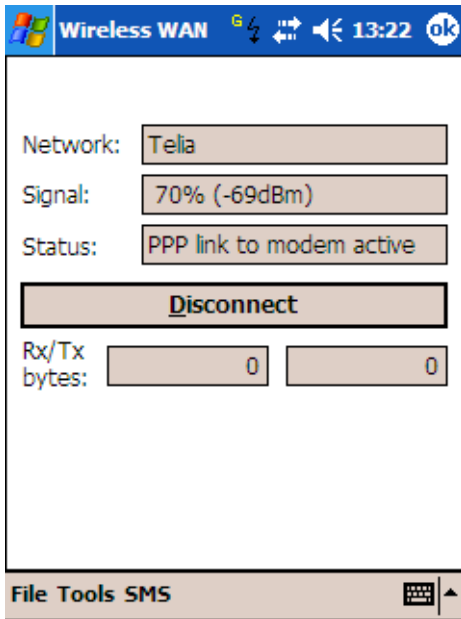 Wireless WAN G 13:22 ok
Network: Telia
Signal: 70% (-69dBm)
Status: PPP link to modem active
Disconnect
Rx/Tx
bytes: 0 0
File Tools SMS